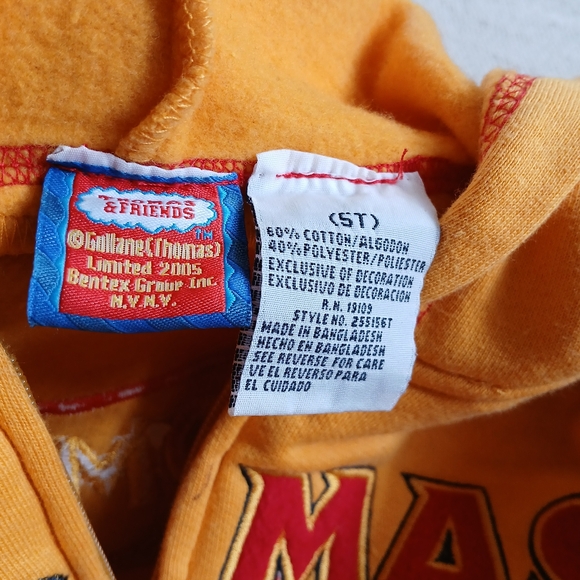 THOMAS
& FRIENDS
TM
©Gullane(Thomas)
Limited 2005
Bentex Group Inc.
N.Y.N.Y.
(5T)
60% COTTON/ALGODON
40% POLYESTER/POLIESTER
EXCLUSIVE OF DECORATION
EXCLUSIVO DE DECORACION
R.N. 19109
STYLE NO. 255156T
MADE IN BANGLADESH
HECHO EN BANGLADESH
SEE REVERSE FOR CARE
VE EL REVERSO PARA
EL CUIDADO
MAS